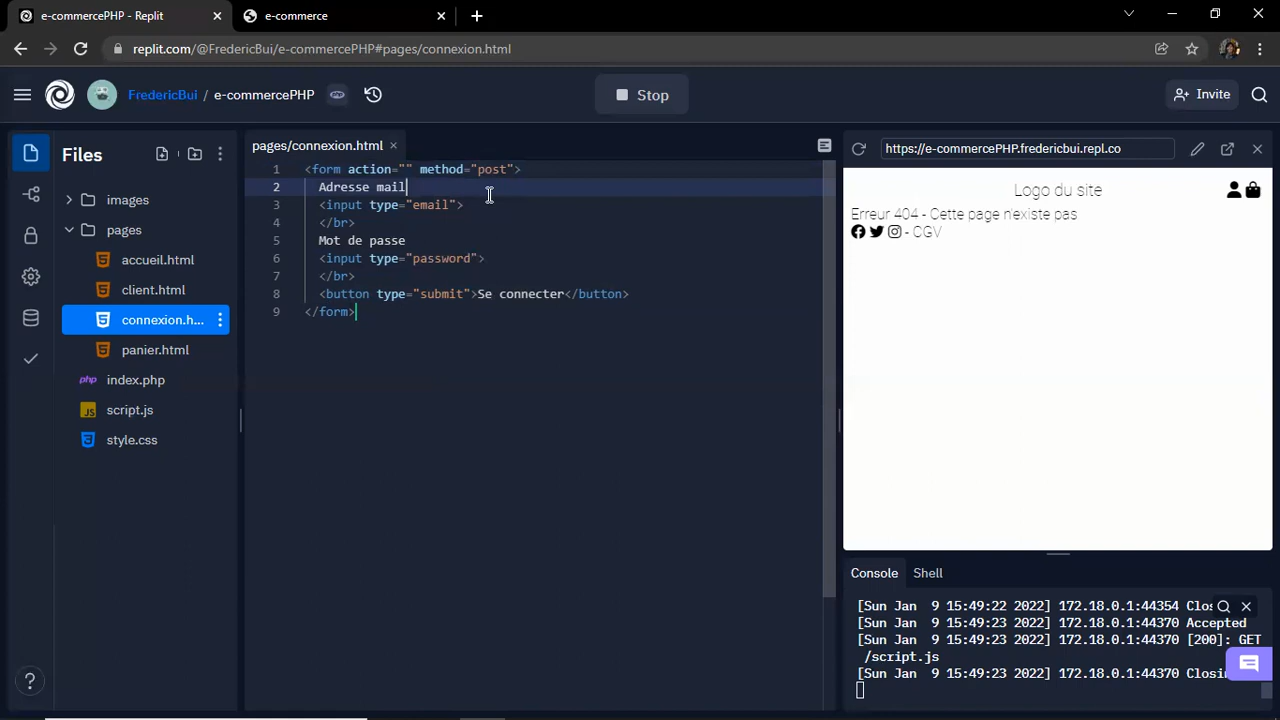 e-commercePHP - Replit
e-commerce
replit.com/@FredericBui/e-commercePHP#pages/connexion.html
FredericBui / e-commercePHP
Stop
Invite
Files
images
pages
accueil.html
client.html
connexion.h...
panier.html
php index.php
JS script.js
style.css
pages/connexion.html
1 <form action="" method="post">
2 Adresse mail
3 <input type="email">
4 </br>
5 Mot de passe
6 <input type="password">
7 </br>
8 <button type="submit">Se connecter</button>
9 </form>
https://e-commercePHP.fredericbui.repl.co
Logo du site
Erreur 404 - Cette page n'existe pas
- CGV
Console Shell
[Sun Jan 9 15:49:22 2022] 172.18.0.1:44354 Clos
[Sun Jan 9 15:49:23 2022] 172.18.0.1:44370 Accepted
[Sun Jan 9 15:49:23 2022] 172.18.0.1:44370 [200]: GET
/script.js
[Sun Jan 9 15:49:23 2022] 172.18.0.1:44370 Closi
?